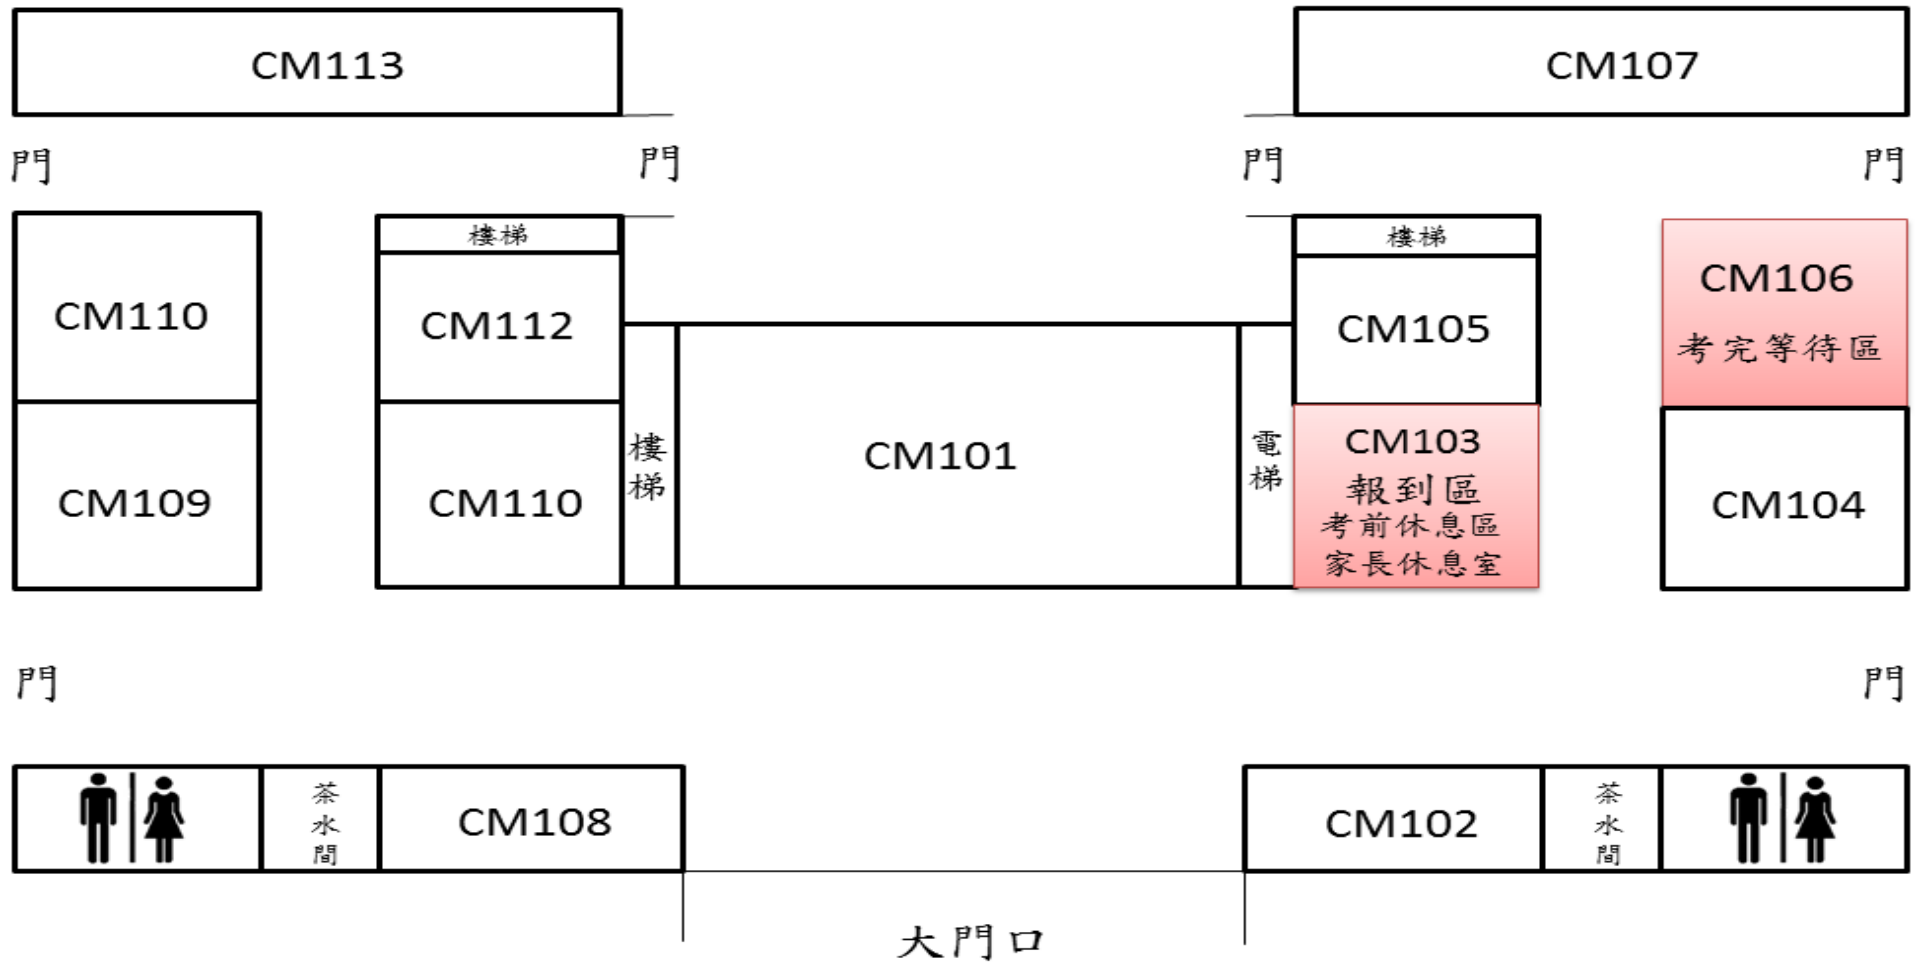 CM113
CM107
門
門
門
門
樓梯
樓梯
CM110
CM112
CM105
CM106
考完等待區
CM109
CM110
樓梯
CM101
電梯
CM103
報到區
考前休息區
家長休息室
CM104
門
門
茶水間
CM108
CM102
茶水間
大門口